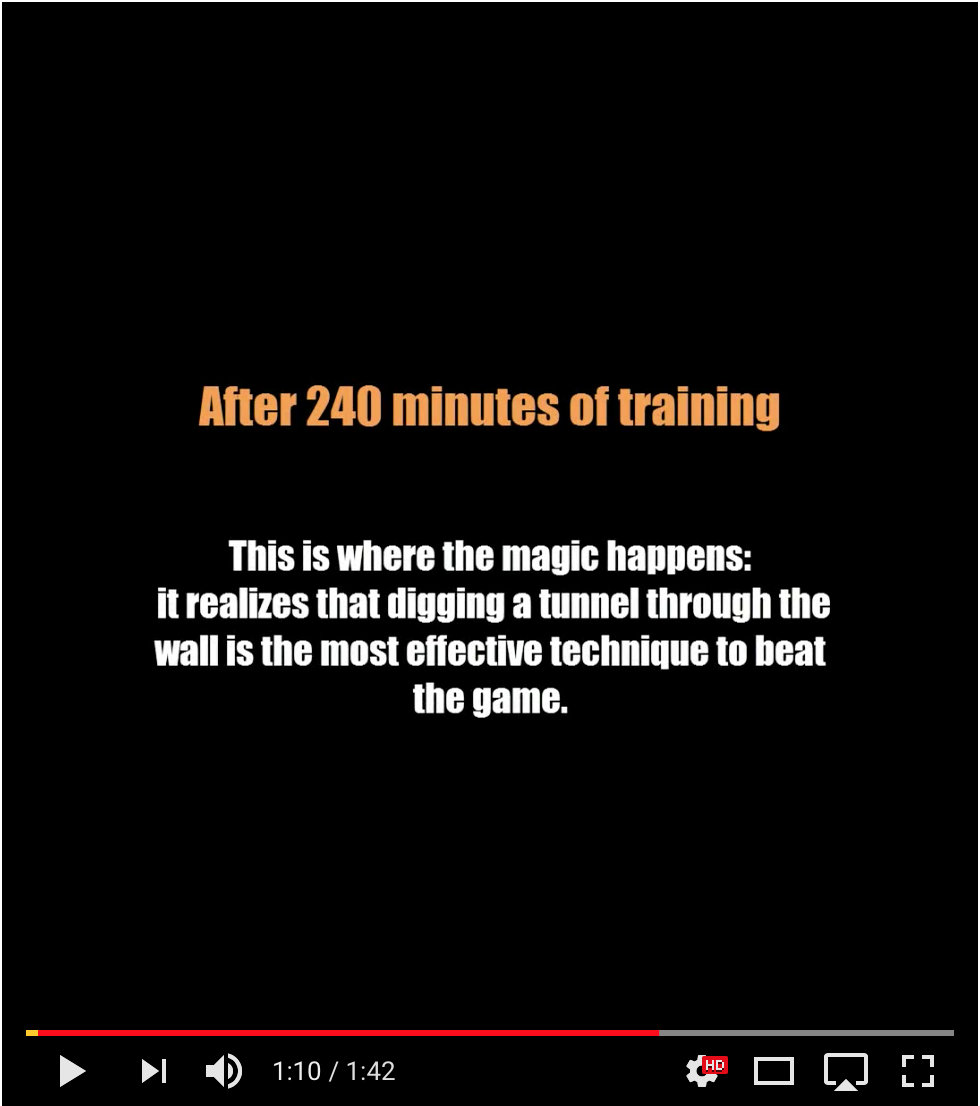 After 240 minutes of training
This is where the magic happens:
it realizes that digging a tunnel through the
wall is the most effective technique to beat
the game.
1:10 / 1:42
HD